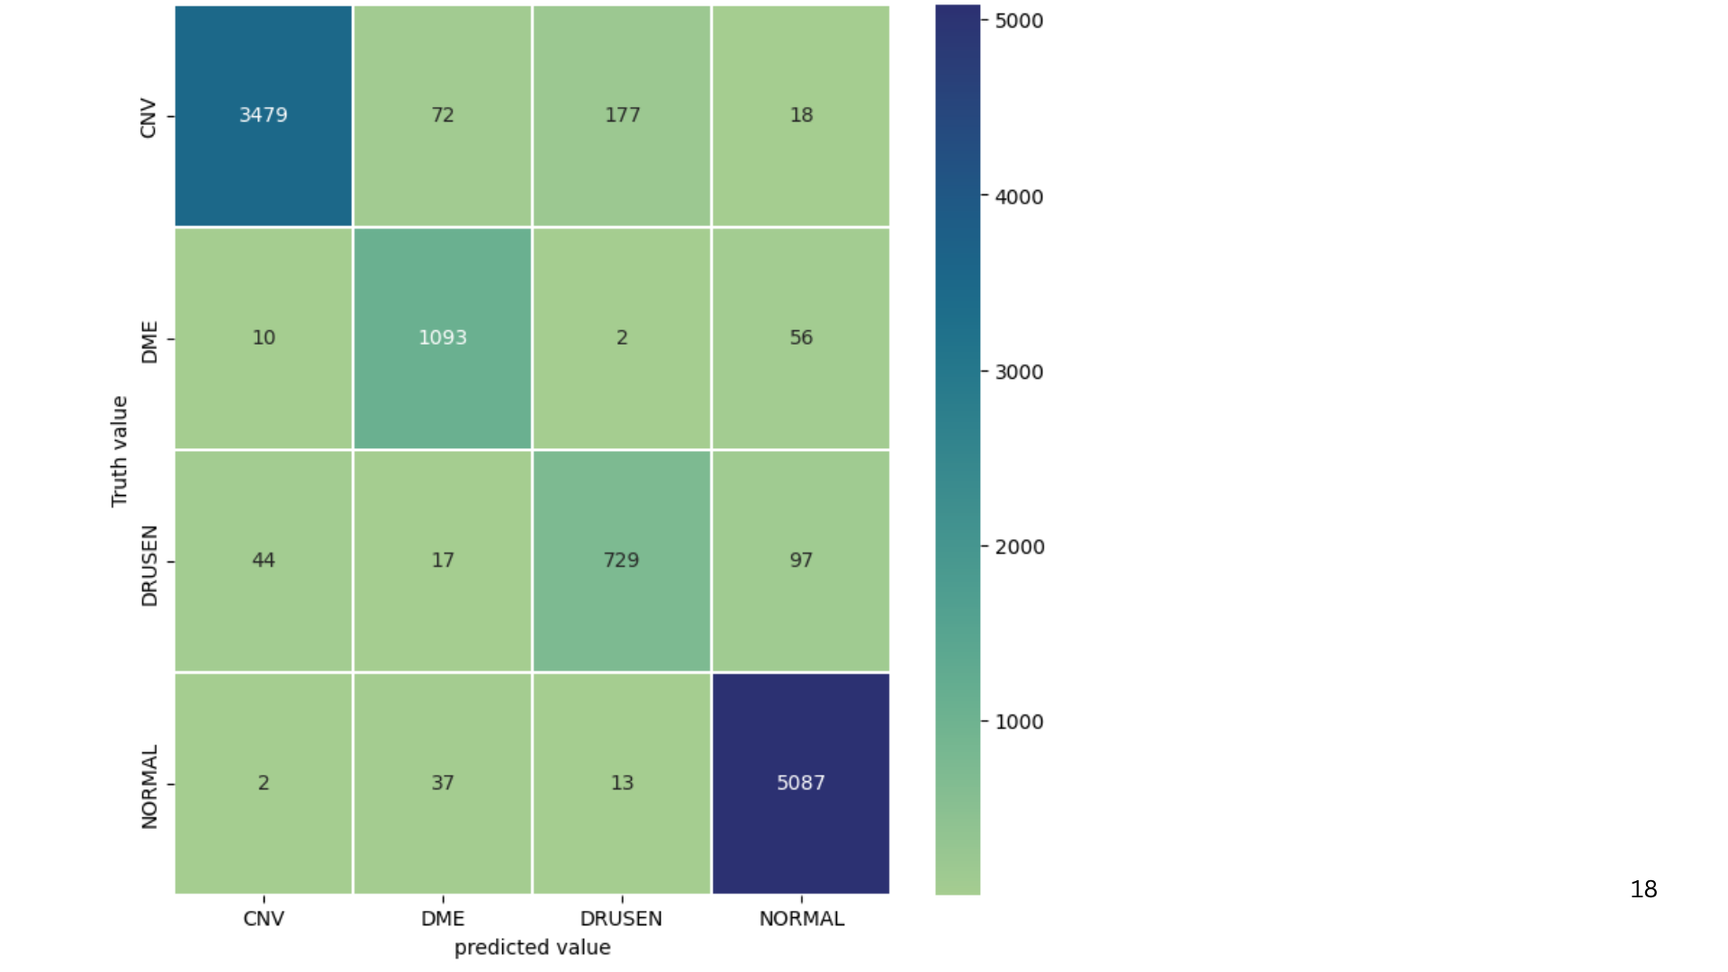 5000
CNV
3479
72
177
18
4000
3000
DME
10
1093
2
56
Truth value
2000
DRUSEN
44
17
729
97
1000
NORMAL
2
37
13
5087
18
CNV
DME
DRUSEN
NORMAL
predicted value